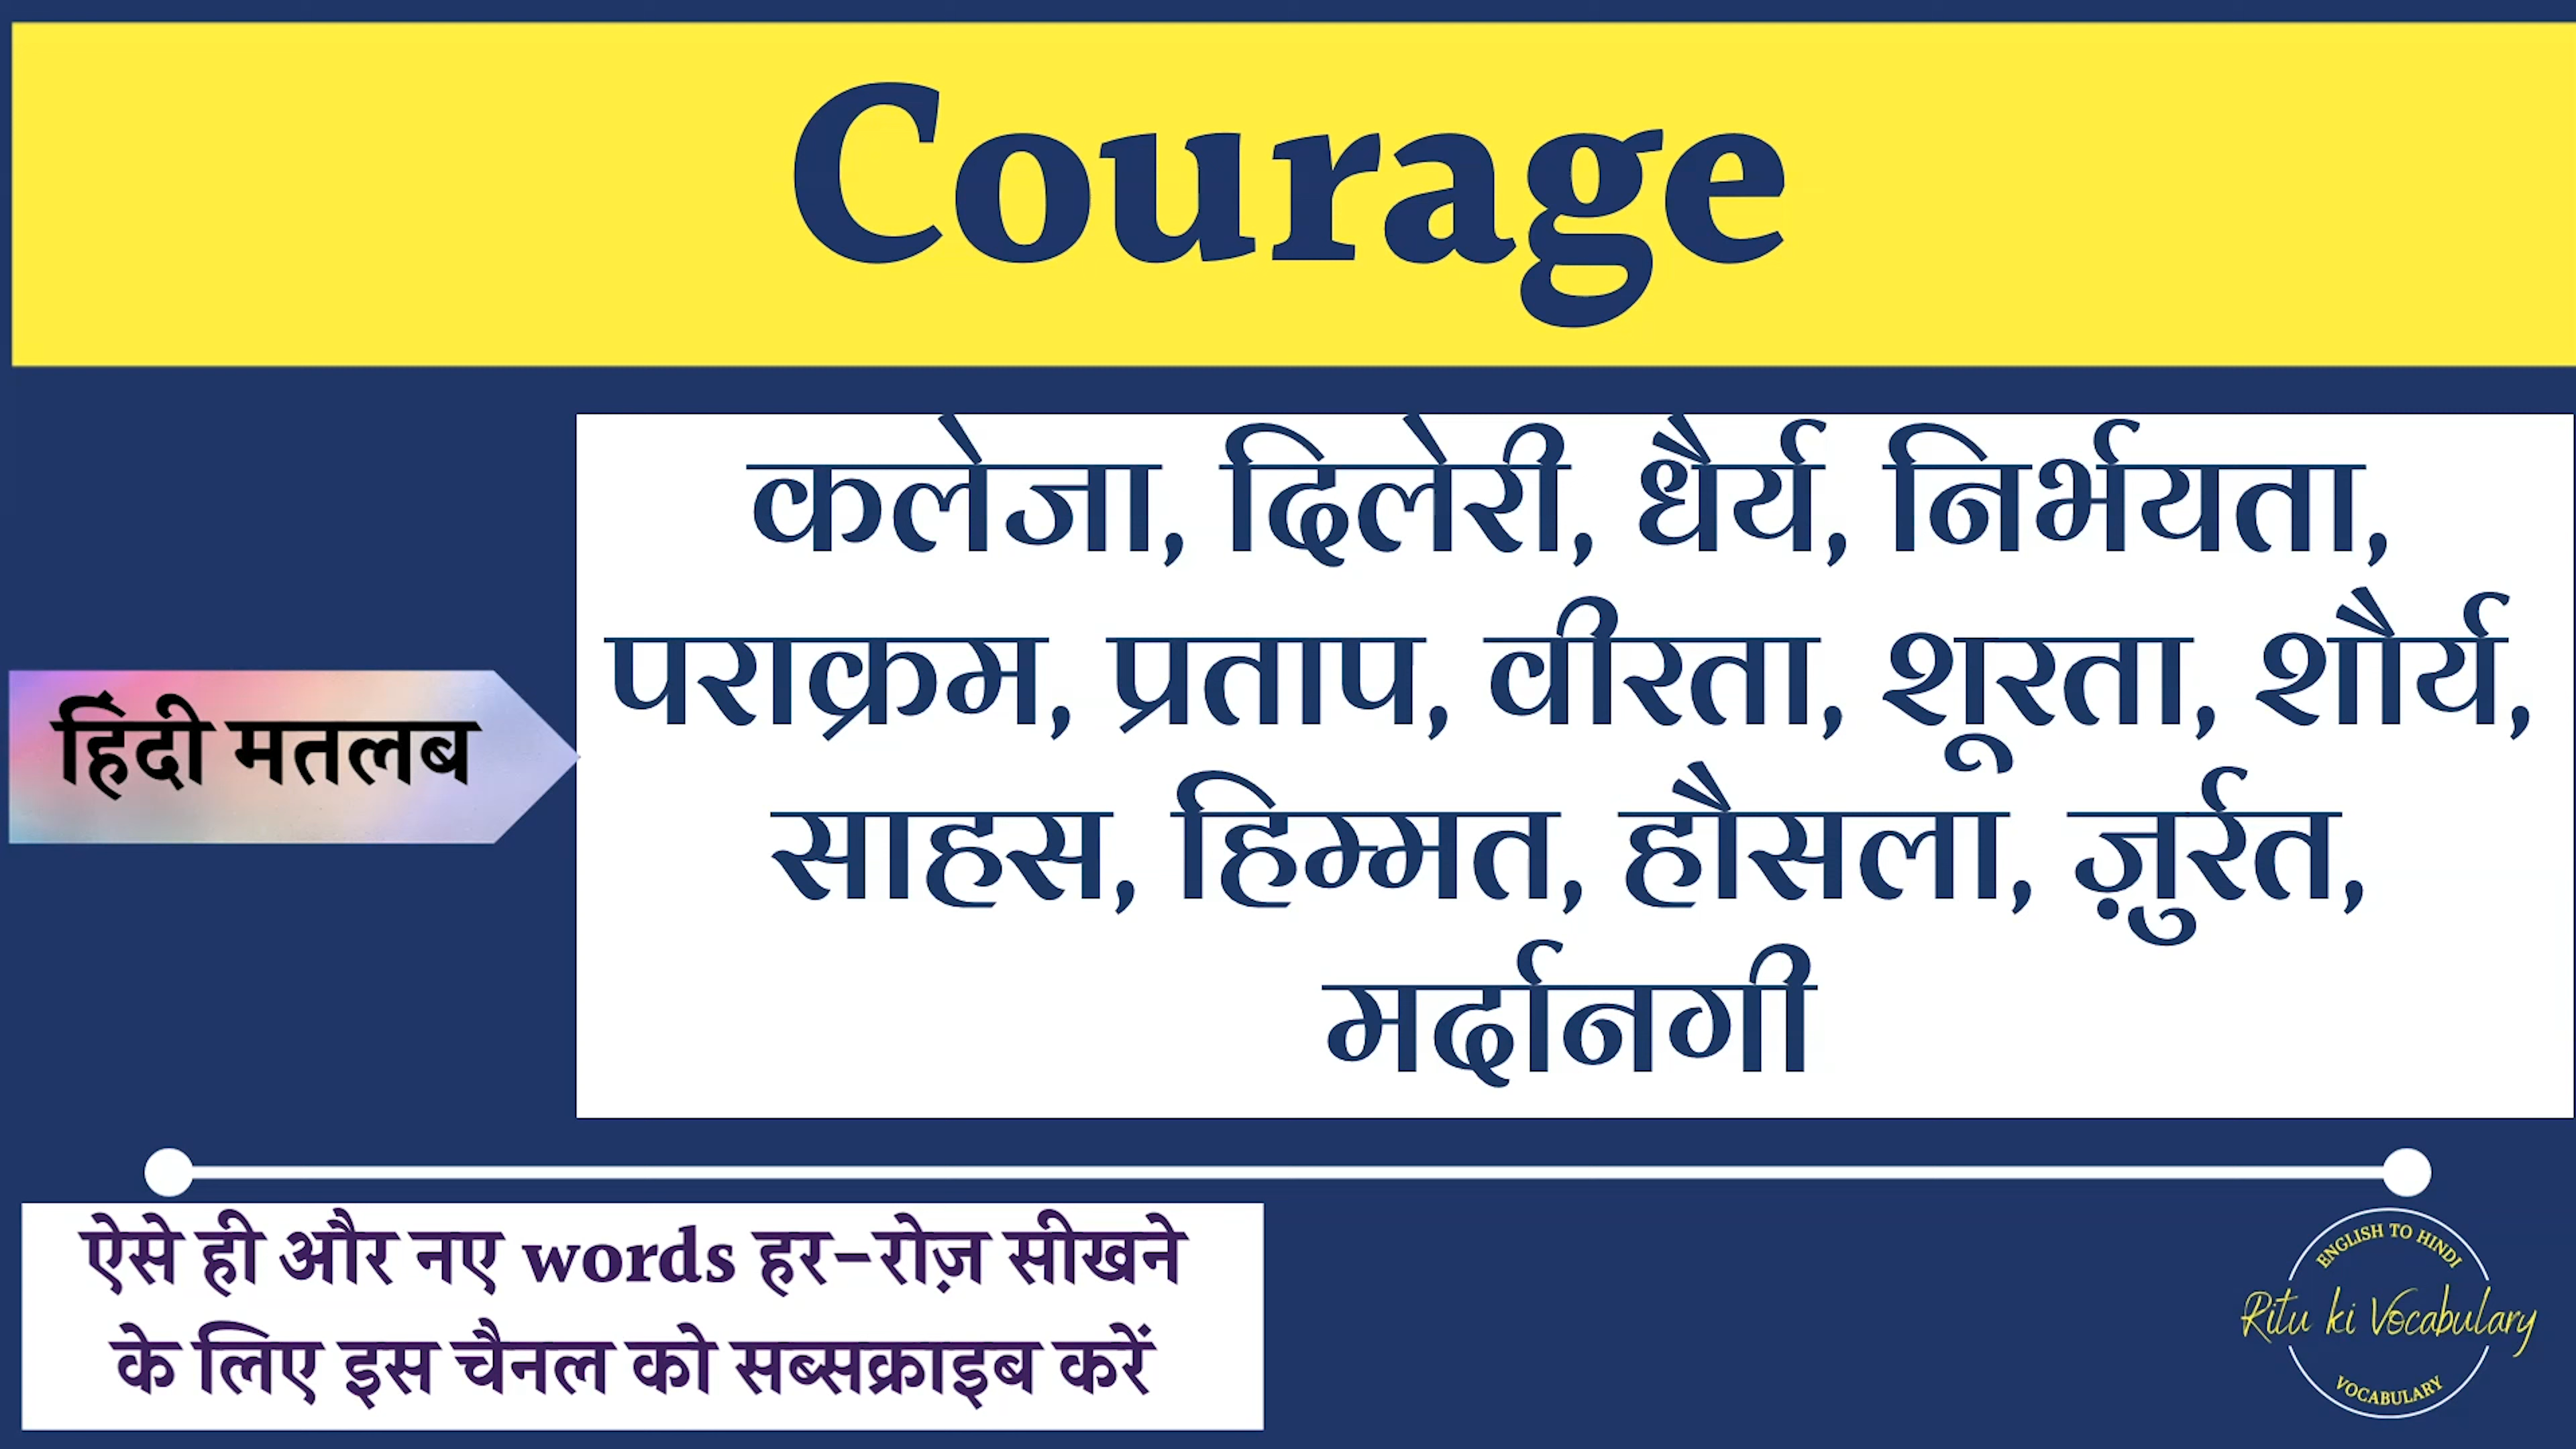 Courage
हिंदी मतलब
कलेजा, दिलेरी, धैर्य, निर्भयता,
पराक्रम, प्रताप, वीरता, शूरता, शौर्य,
साहस, हिम्मत, हौसला, ज़ुर्रत,
मर्दानगी
ऐसे ही और नए words हर-रोज़ सीखने
के लिए इस चैनल को सब्सक्राइब करें
ENGLISH TO HINDI
Ritu ki Vocabulary
VOCABULARY